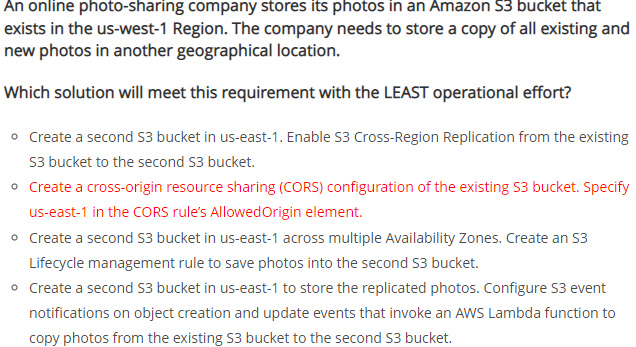 An online photo-sharing company stores its photos in an Amazon S3 bucket that
exists in the us-west-1 Region. The company needs to store a copy of all existing and
new photos in another geographical location.
Which solution will meet this requirement with the LEAST operational effort?
Create a second S3 bucket in us-east-1. Enable S3 Cross-Region Replication from the existing
S3 bucket to the second S3 bucket.
Create a cross-origin resource sharing (CORS) configuration of the existing S3 bucket. Specify
us-east-1 in the CORS rule's AllowedOrigin element.
Create a second S3 bucket in us-east-1 across multiple Availability Zones. Create an S3
Lifecycle management rule to save photos into the second S3 bucket.
Create a second S3 bucket in us-east-1 to store the replicated photos. Configure S3 event
notifications on object creation and update events that invoke an AWS Lambda function to
copy photos from the existing S3 bucket to the second S3 bucket.